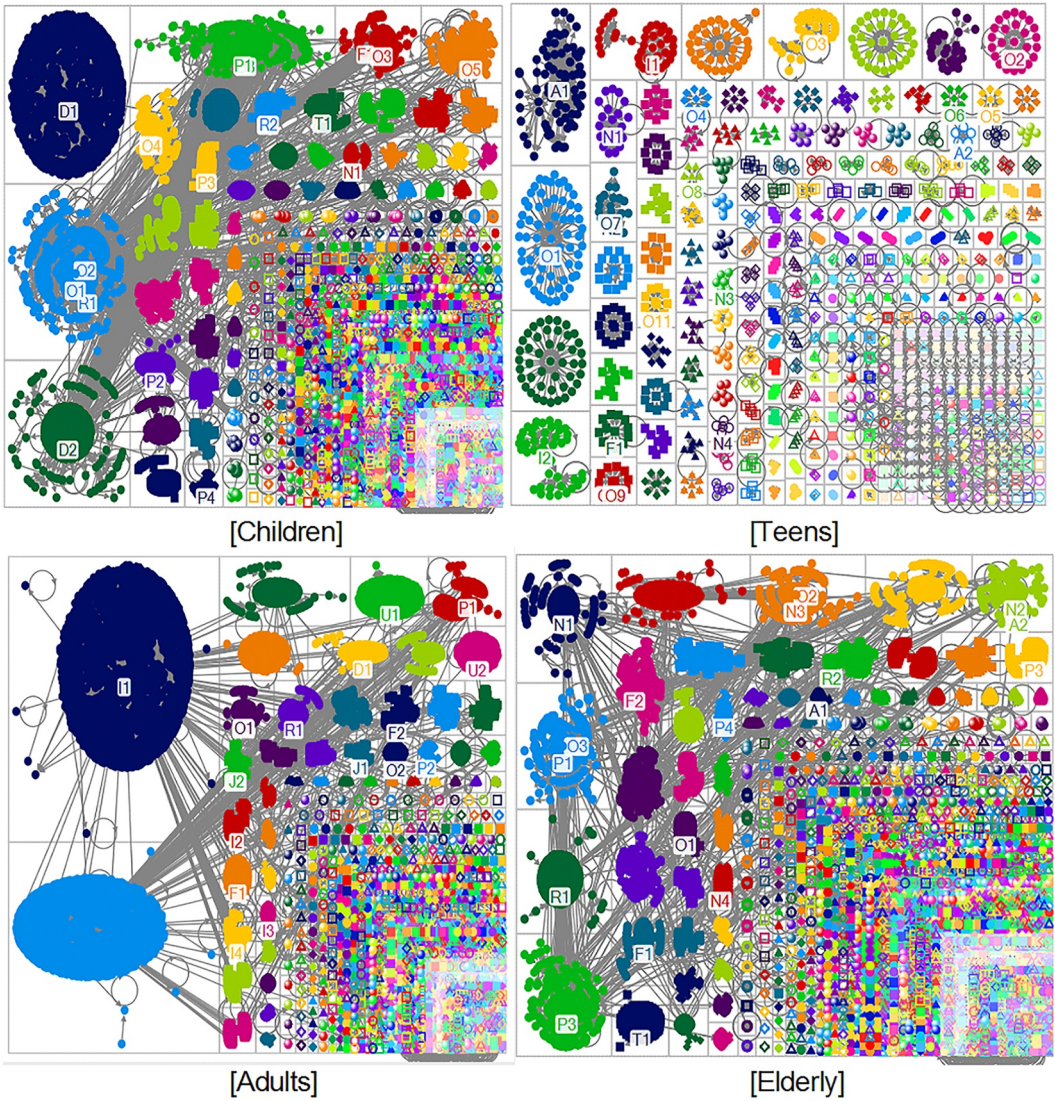 D1
P1
O3
O5
O4
R2
T1
P3
N1
O2
O1
R1
P2
D2
P4
[Children]
A1
I1
O3
O2
N1
O4
O6
O5
A2
O8
O7
O1
N3
O11
I2
F1
N4
O9
[Teens]
I1
U1
P1
D1
U2
O1
R1
F2
J2
J1
O2
P2
I2
F1
I3
I4
[Adults]
N1
O2
N3
N2
A2
R2
P3
F2
A1
P4
O3
P1
O1
R1
N4
F1
P3
T1
[Elderly]